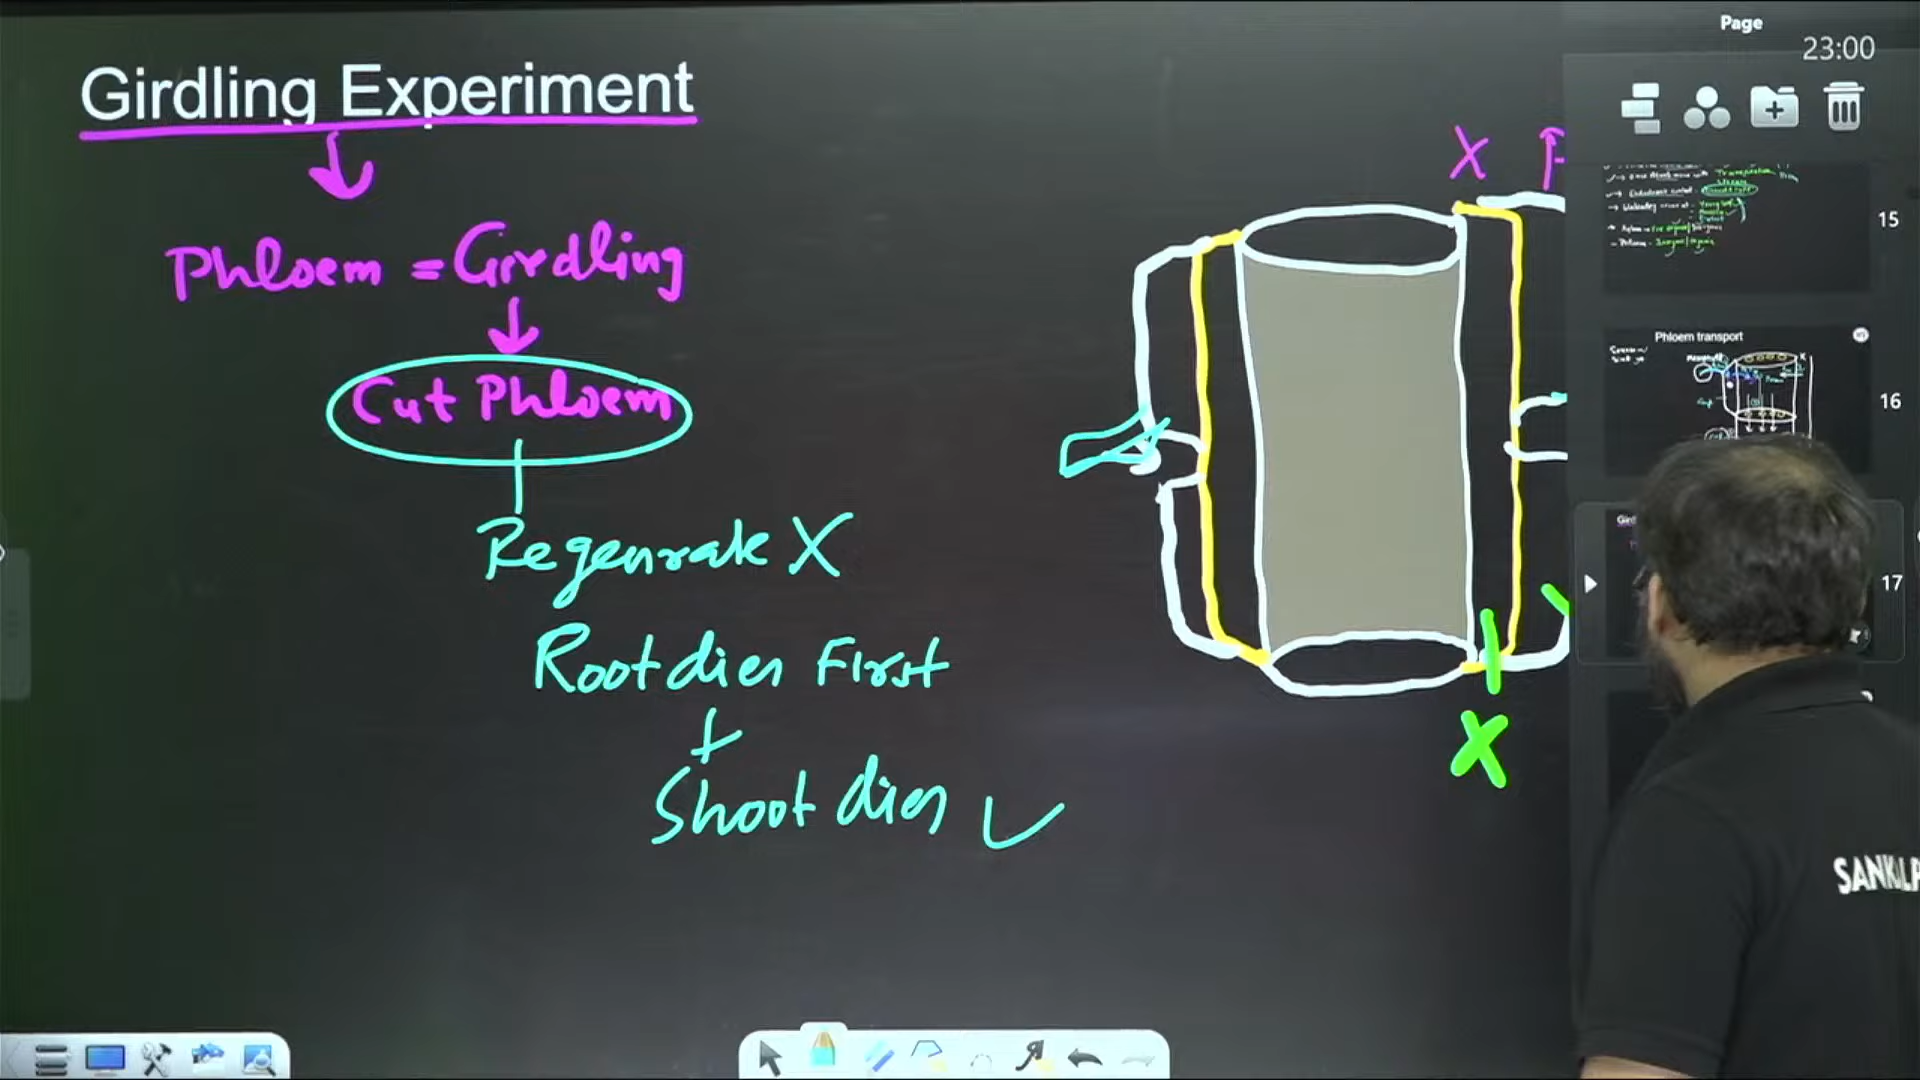 Girdling Experiment
Phloem = Girdling
Cut Phloem
Regenrate X
Root dies First
+
Shoot dies ✓
X
X
Page
23:00
15
Phloem transport
16
17
SANKALP